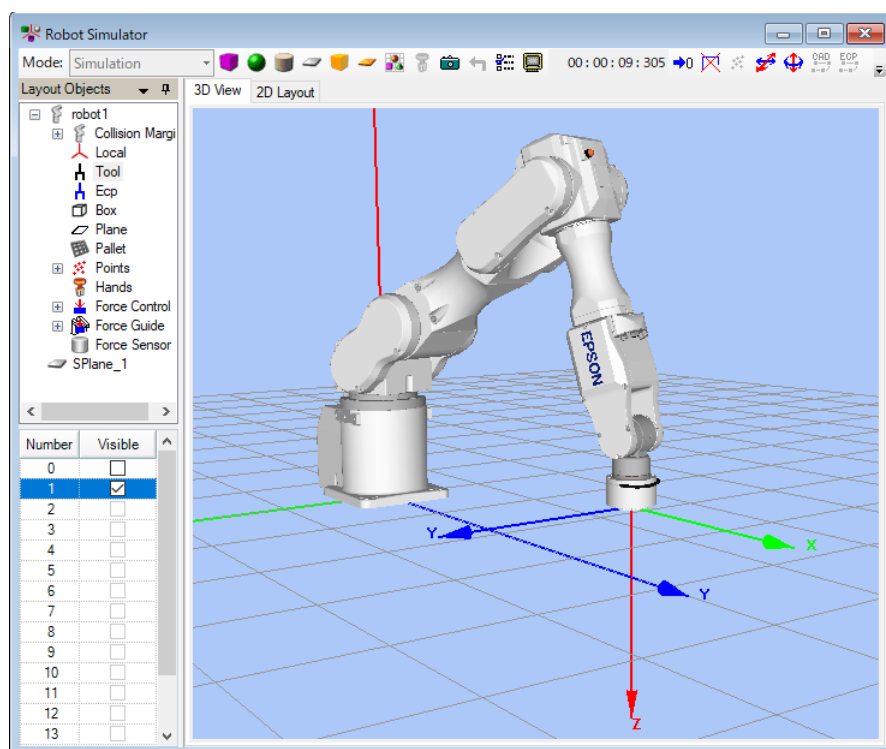 Robot Simulator
Mode: Simulation
00 : 00 : 09 : 305
CAD
ECP
Layout Objects
3D View
2D Layout
robot1
Collision Margi
Local
Tool
Ecp
Box
Plane
Pallet
Points
Hands
Force Control
Force Guide
Force Sensor
SPlane_1
EPSON
Number Visible
0
1
2
3
4
5
6
7
8
9
10
11
12
13
Y
X
Y
Z